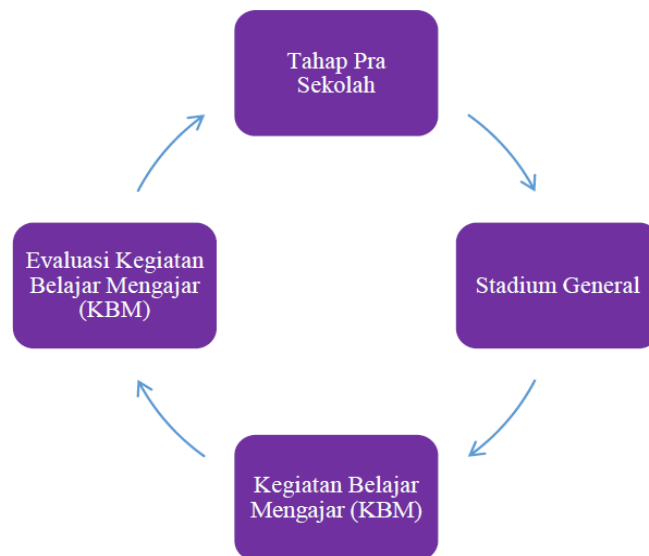 Tahap Pra
Sekolah
Stadium General
Kegiatan Belajar
Mengajar (KBM)
Evaluasi Kegiatan
Belajar Mengajar
(KBM)